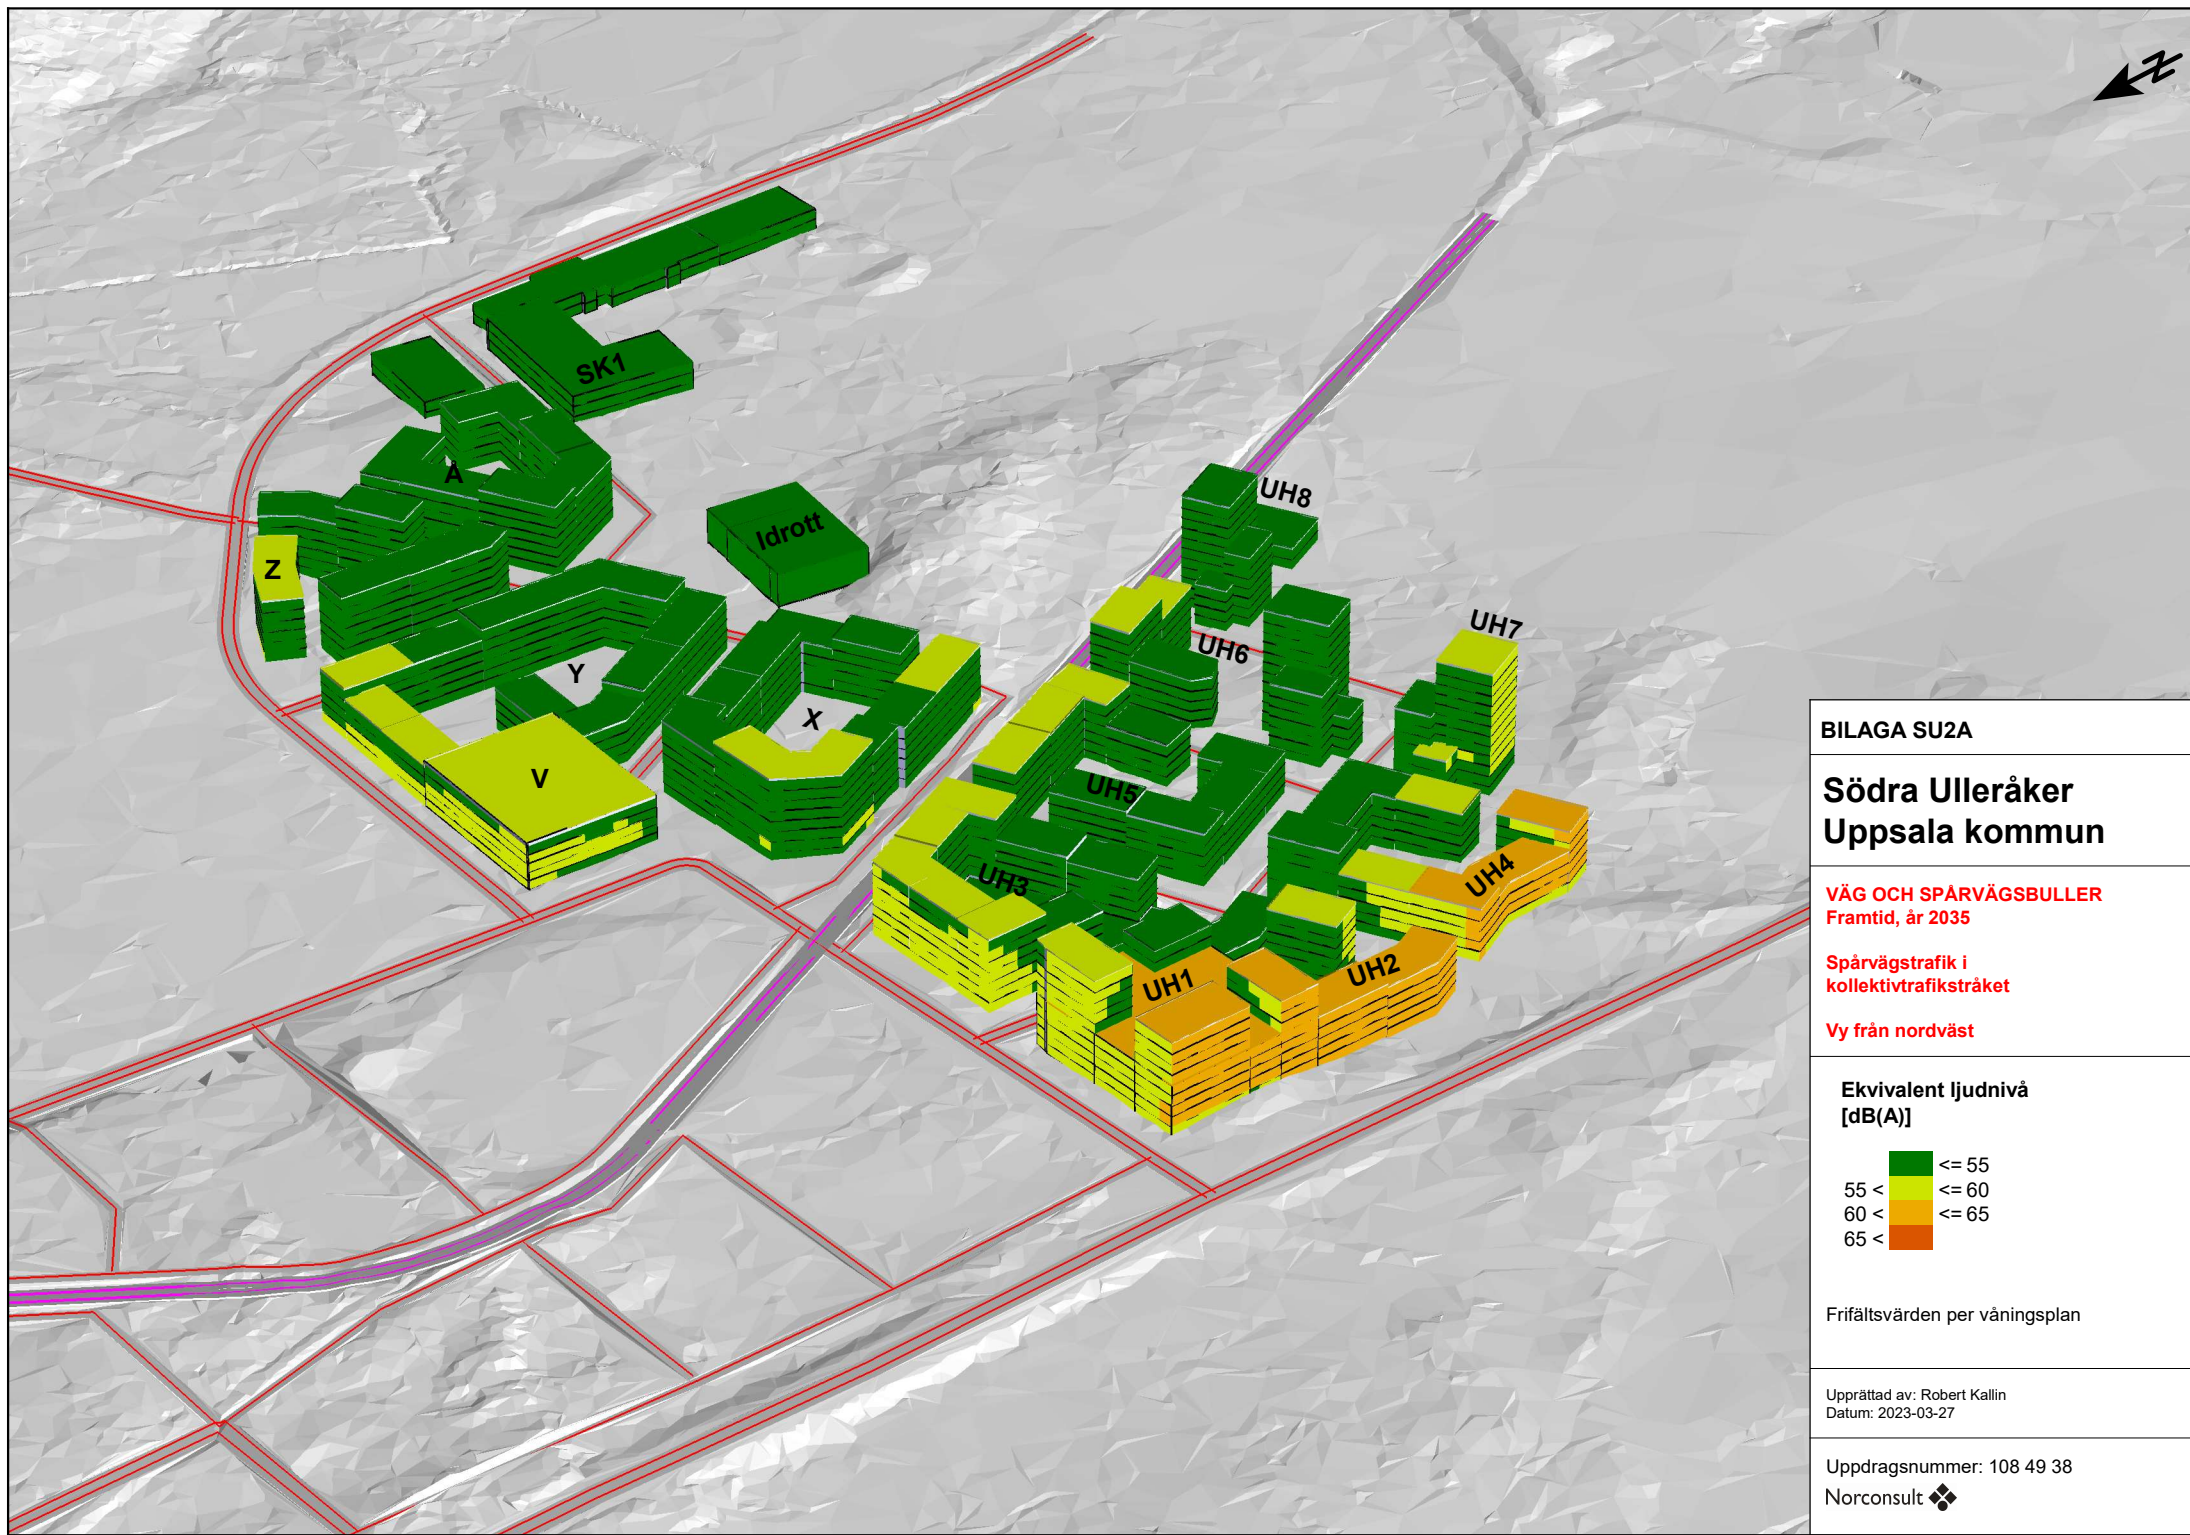 N
SK1
Å
Idrott
Z
Y
X
V
UH8
UH7
UH6
UH5
UH3
UH4
UH1
UH2
BILAGA SU2A
Södra Ulleråker
Uppsala kommun
VÄG OCH SPÅRVÄGSBULLER
Framtid, år 2035
Spårvägstrafik i
kollektivtrafikstråket
Vy från nordväst
Ekvivalent ljudnivå
[dB(A)]
<= 55
55 < <= 60
60 < <= 65
65 <
Frifältsvärden per våningsplan
Upprättad av: Robert Kallin
Datum: 2023-03-27
Uppdragsnummer: 108 49 38
Norconsult